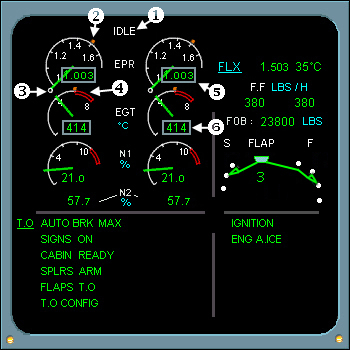 2 IDLE 1
1.4 1.4
1.2 1.6 1.2 1.6
EPR
1 1.003 1 1.003
FLX 1.503 35°C
3 4 5
F.F LBS / H
8 8
380 380
EGT
414 °C 414 6
FOB : 23800 LBS
S FLAP F
4 10 N1 4 10
%
21.0 21.0
3
N2
57.7 % 57.7
T.O AUTO BRK MAX
SIGNS ON
CABIN READY
SPLRS ARM
FLAPS T.O
T.O CONFIG
IGNITION
ENG A.ICE